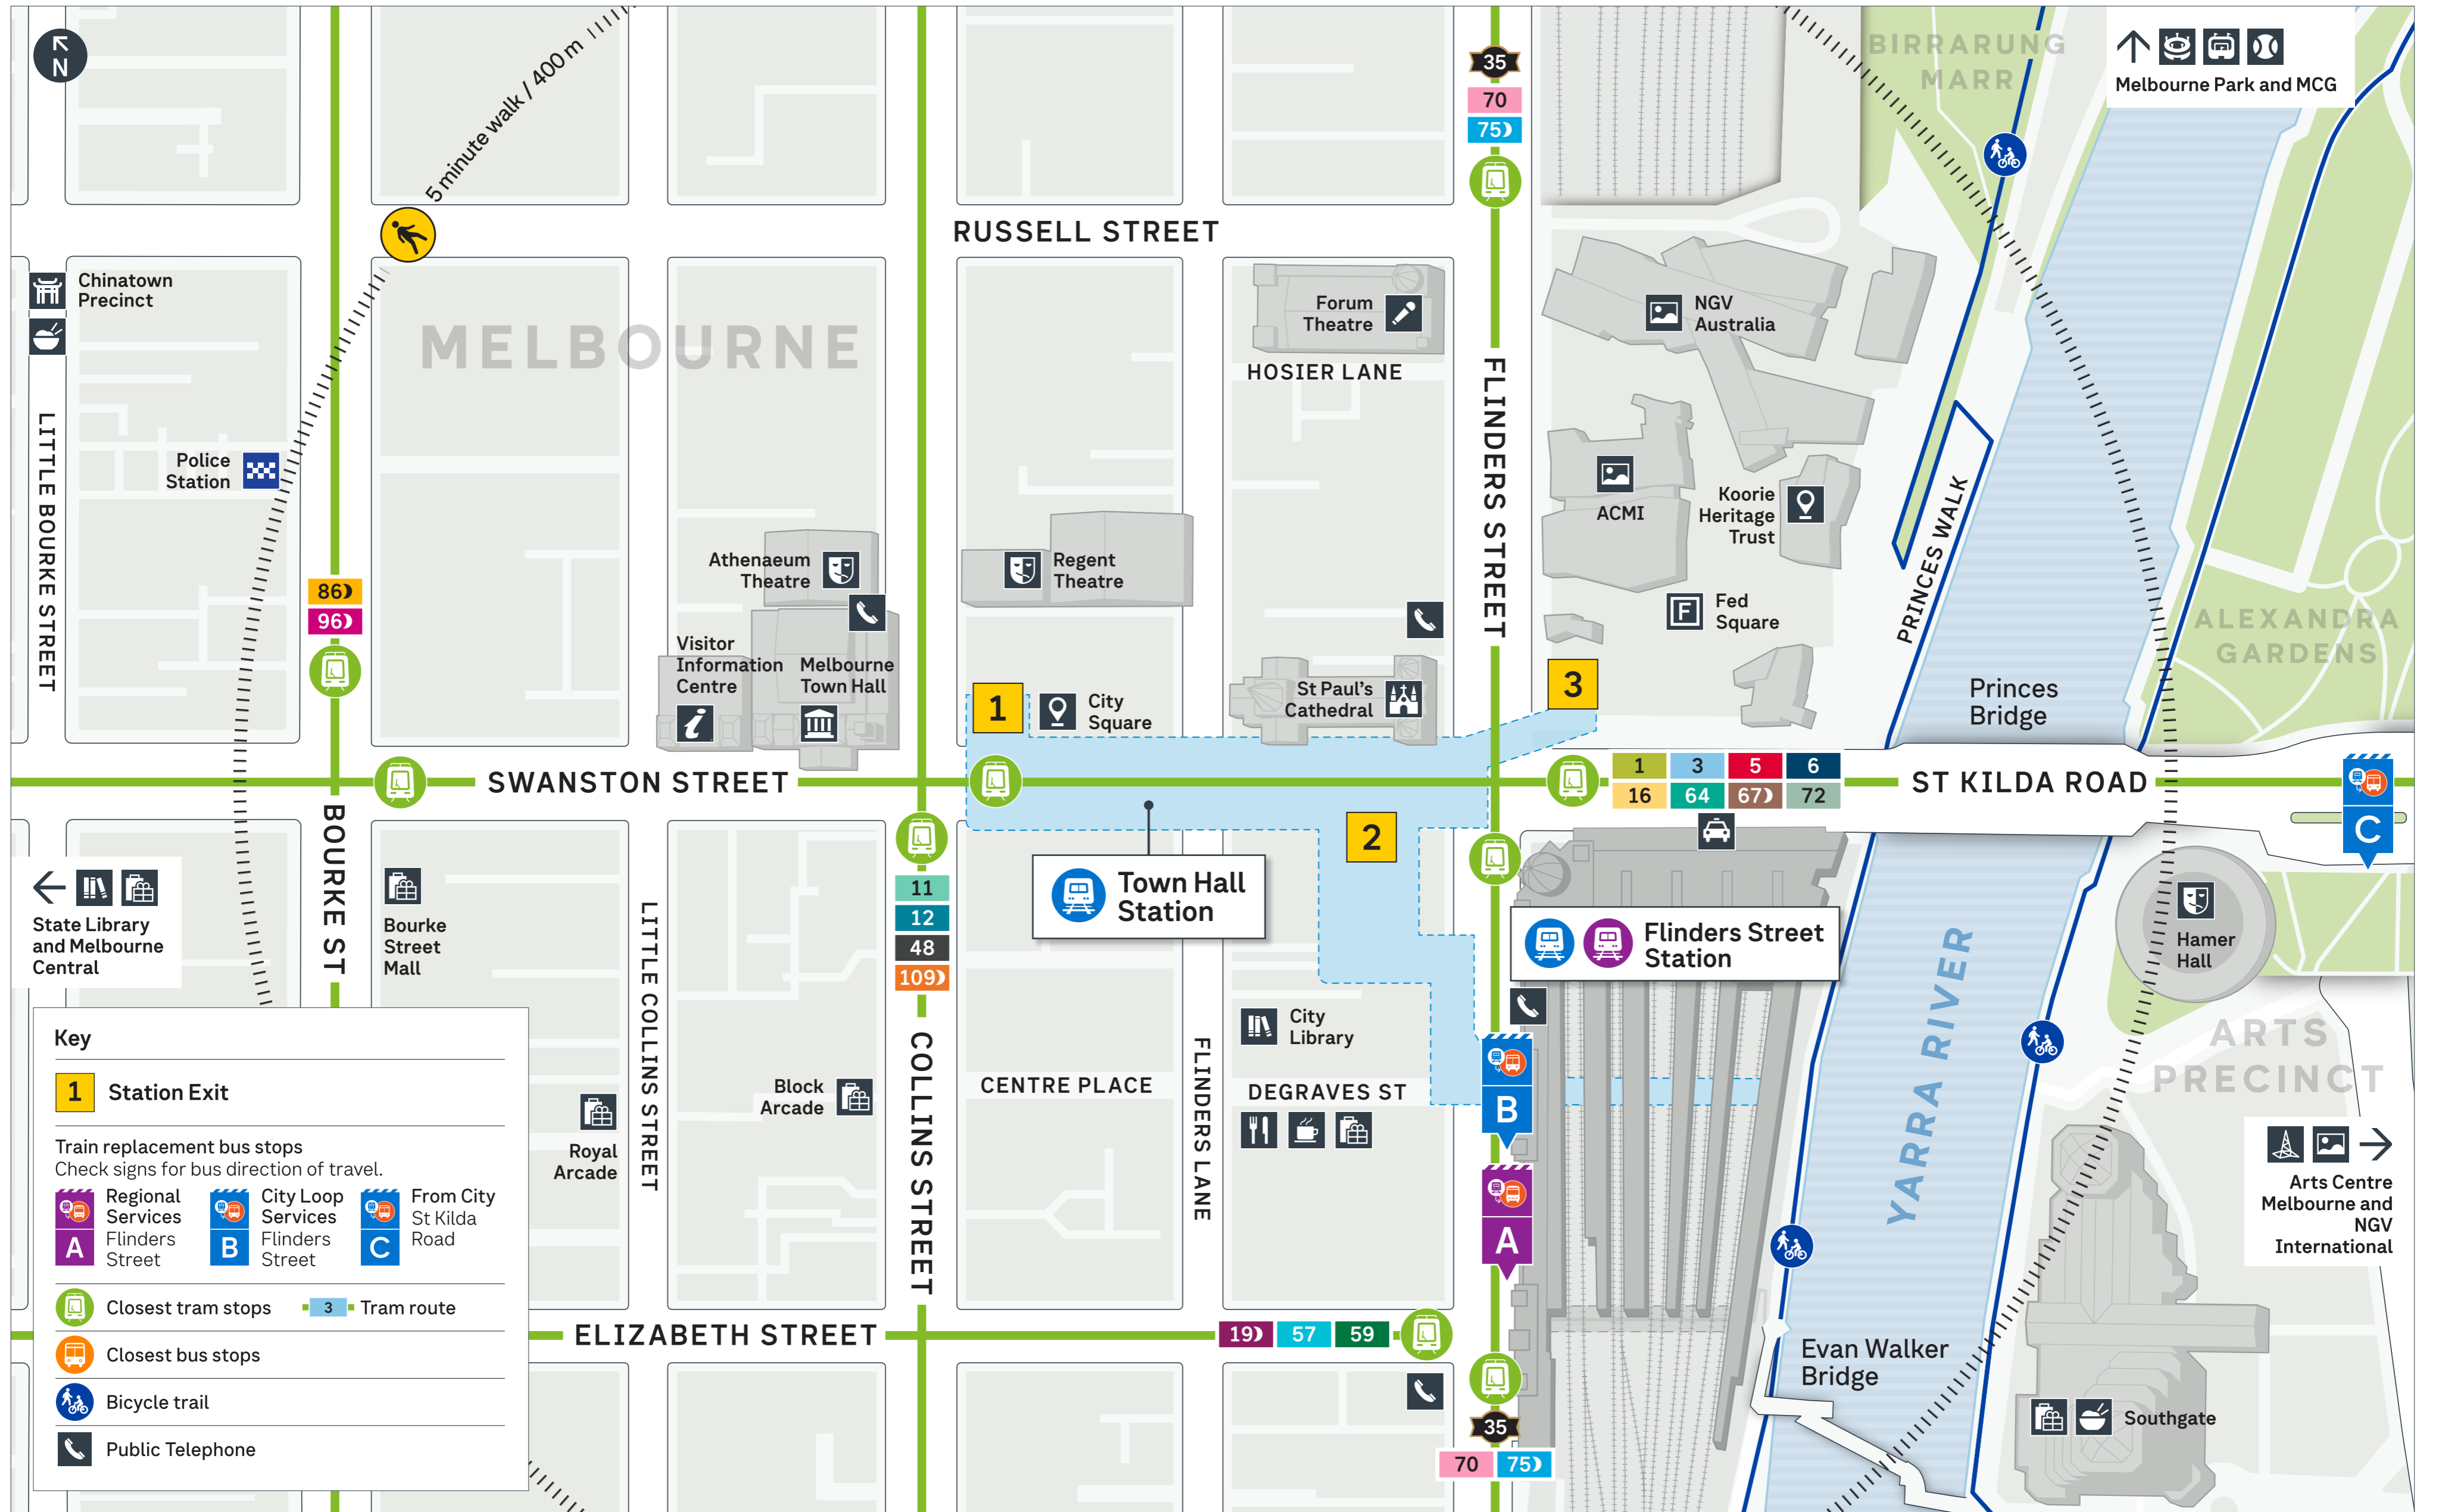 N
5 minute walk / 400 m
35
70
75
BIRRARUNG
MARR
Melbourne Park and MCG
RUSSELL STREET
Chinatown
Precinct
MELBOURNE
Forum
Theatre
HOSIER LANE
NGV
Australia
FLINDERS STREET
LITTLE BOURKE STREET
Police
Station
ACMI
Koorie
Heritage
Trust
PRINCES WALK
Athenaeum
Theatre
Regent
Theatre
86
96
F
Fed
Square
ALEXANDRA
GARDENS
Visitor
Information
Centre
Melbourne
Town Hall
i
1
City
Square
St Paul's
Cathedral
3
Princes
Bridge
SWANSTON STREET
1
3
5
6
16
64
67
72
ST KILDA ROAD
C
BOURKE ST
2
Town Hall
Station
11
12
48
109
State Library
and Melbourne
Central
Bourke
Street
Mall
LITTLE COLLINS STREET
Flinders Street
Station
Hamer
Hall
YARRA RIVER
ARTS
PRECINCT
City
Library
COLLINS STREET
CENTRE PLACE
FLINDERS LANE
DEGRAVES ST
B
A
Block
Arcade
Royal
Arcade
Arts Centre
Melbourne and
NGV
International
Key
1
Station Exit
Train replacement bus stops
Check signs for bus direction of travel.
A
Regional
Services
Flinders
Street
B
City Loop
Services
Flinders
Street
C
From City
St Kilda
Road
Closest tram stops
3
Tram route
Closest bus stops
Bicycle trail
Public Telephone
ELIZABETH STREET
19
57
59
35
70
75
Evan Walker
Bridge
Southgate